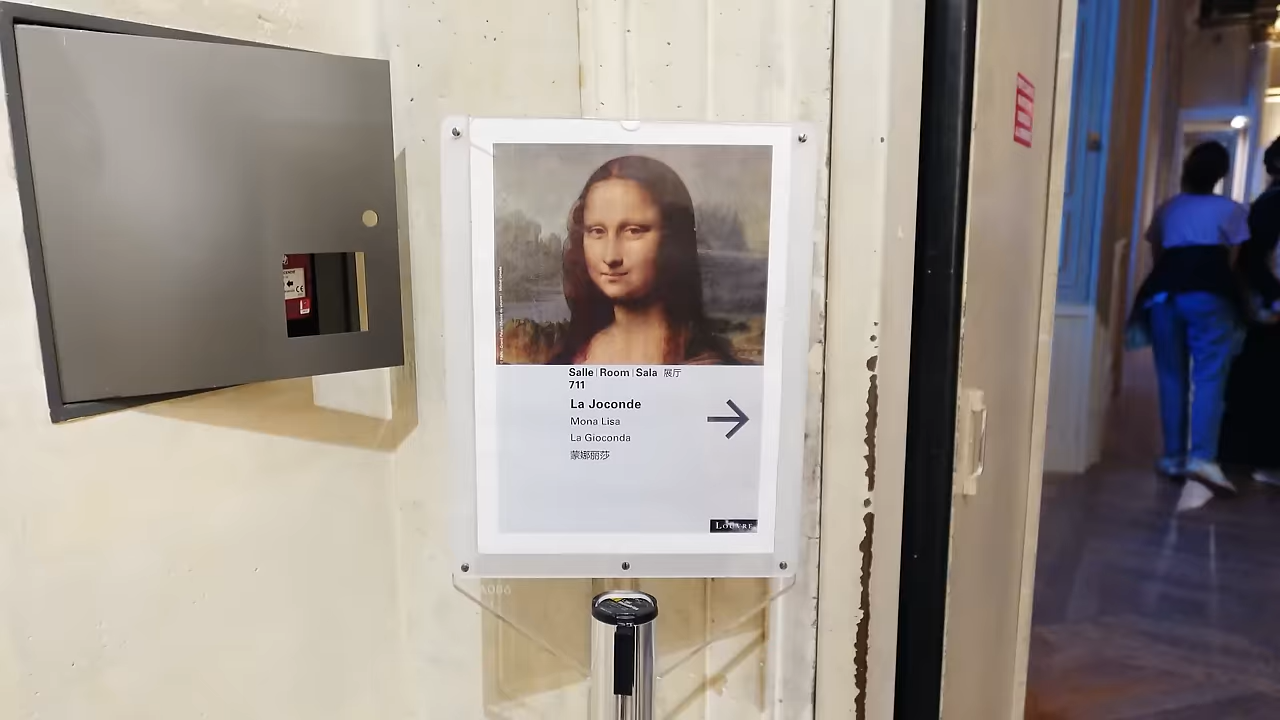 Salle | Room | Sala 展厅
711
La Joconde
Mona Lisa
La Gioconda
蒙娜丽莎
LOUVRE